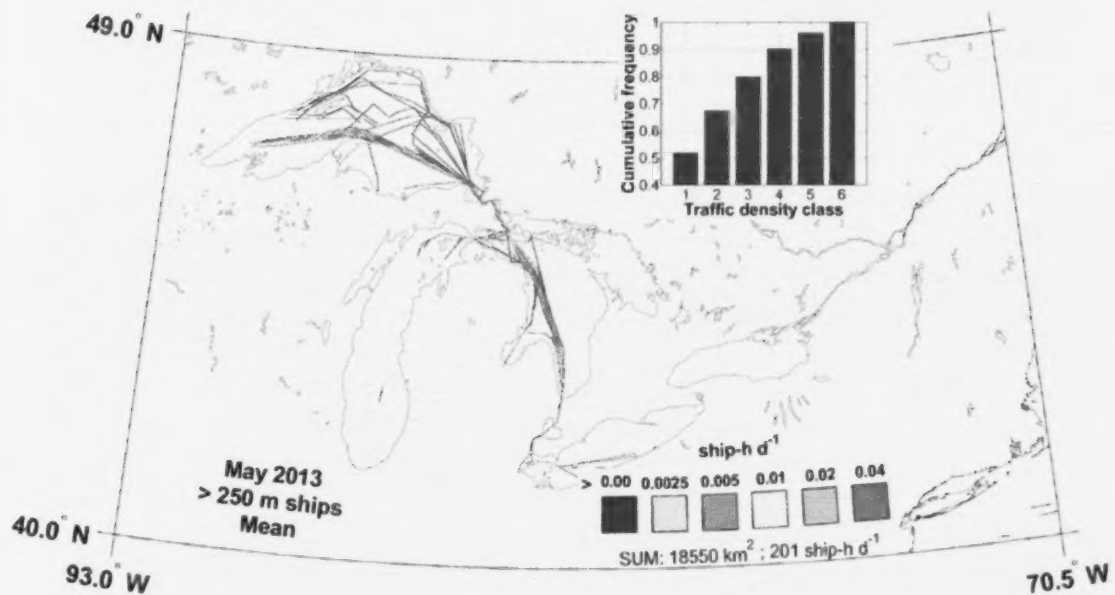 49.0° N
Cumulative frequency
1
0.9
0.8
0.7
0.6
0.5
0.4
1 2 3 4 5 6
Traffic density class
May 2013
> 250 m ships
Mean
ship-h d⁻¹
> 0.00 0.0025 0.005 0.01 0.02 0.04
SUM: 18550 km² ; 201 ship-h d⁻¹
40.0° N
93.0° W
70.5° W